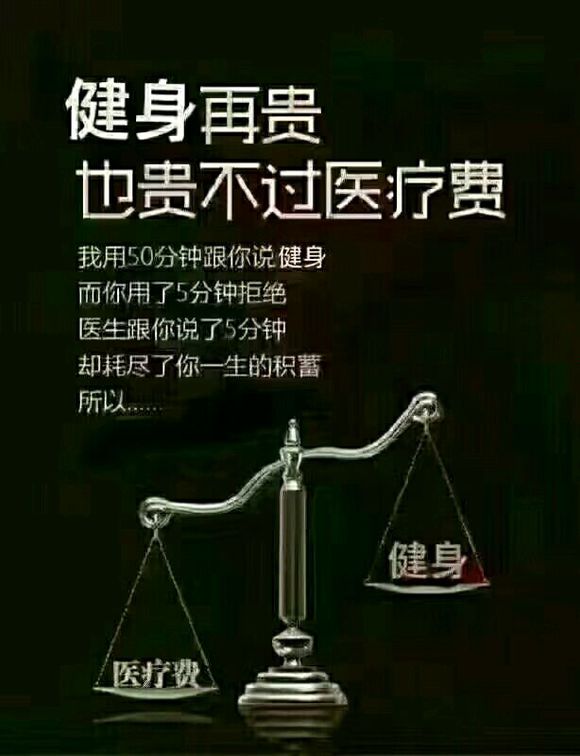 健身再贵
也贵不过医疗费
我用50分钟跟你说健身
而你用了5分钟拒绝
医生跟你说了5分钟
却耗尽了你一生的积蓄
所以......
健身
医疗费